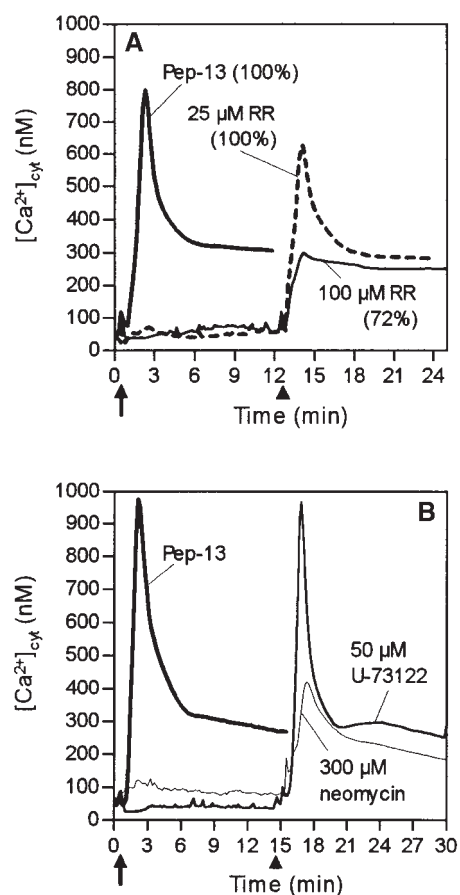 A
Pep-13 (100%)
25 µM RR
(100%)
100 µM RR
(72%)
[Ca²⁺]cyt (nM)
1000
900
800
700
600
500
400
300
200
100
0
0 3 6 9 12 15 18 21 24
Time (min)
B
Pep-13
50 µM
U-73122
300 µM
neomycin
[Ca²⁺]cyt (nM)
1000
900
800
700
600
500
400
300
200
100
0
0 3 6 9 12 15 18 21 24 27 30
Time (min)